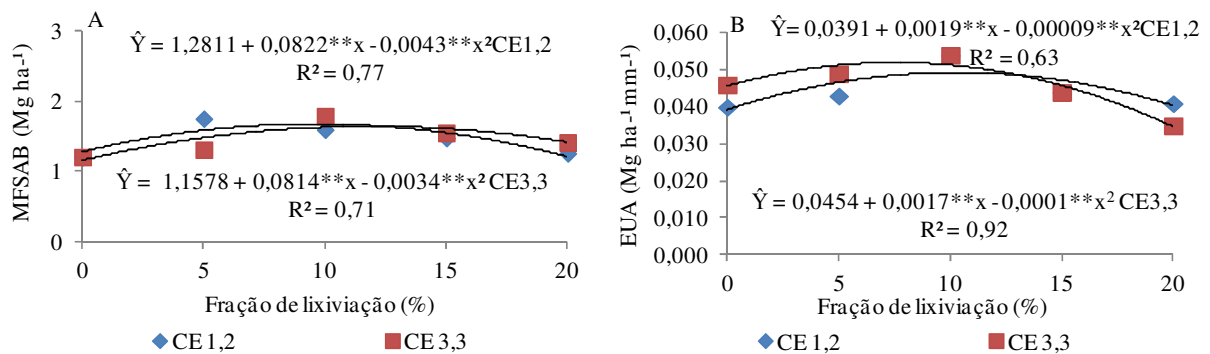 A
Ŷ = 1,2811 + 0,0822**x - 0,0043**x²CE1,2
R² = 0,77
3
2
1
0
MFSAB (Mg ha⁻¹)
Ŷ = 1,1578 + 0,0814**x - 0,0034**x² CE3,3
R² = 0,71
0 5 10 15 20
Fração de lixiviação (%)
CE 1,2 CE 3,3
B
Ŷ= 0,0391 + 0,0019**x - 0,00009**x²CE1,2
R² = 0,63
0,060
0,050
0,040
0,030
0,020
0,010
0,000
EUA (Mg ha⁻¹mm⁻¹)
Ŷ = 0,0454 + 0,0017**x -0,0001**x² CE3,3
R² = 0,92
0 5 10 15 20
Fração de lixiviação (%)
CE 1,2 CE 3,3